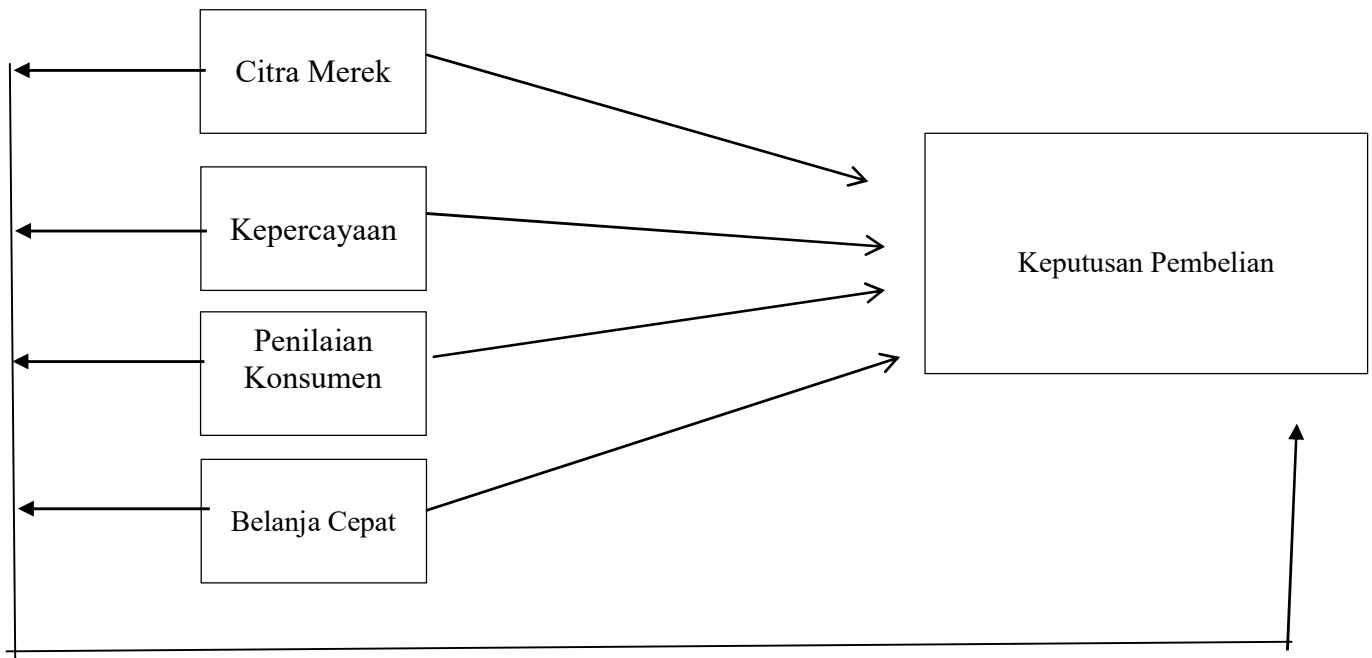 Citra Merek
Kepercayaan
Penilaian
Konsumen
Belanja Cepat
Keputusan Pembelian